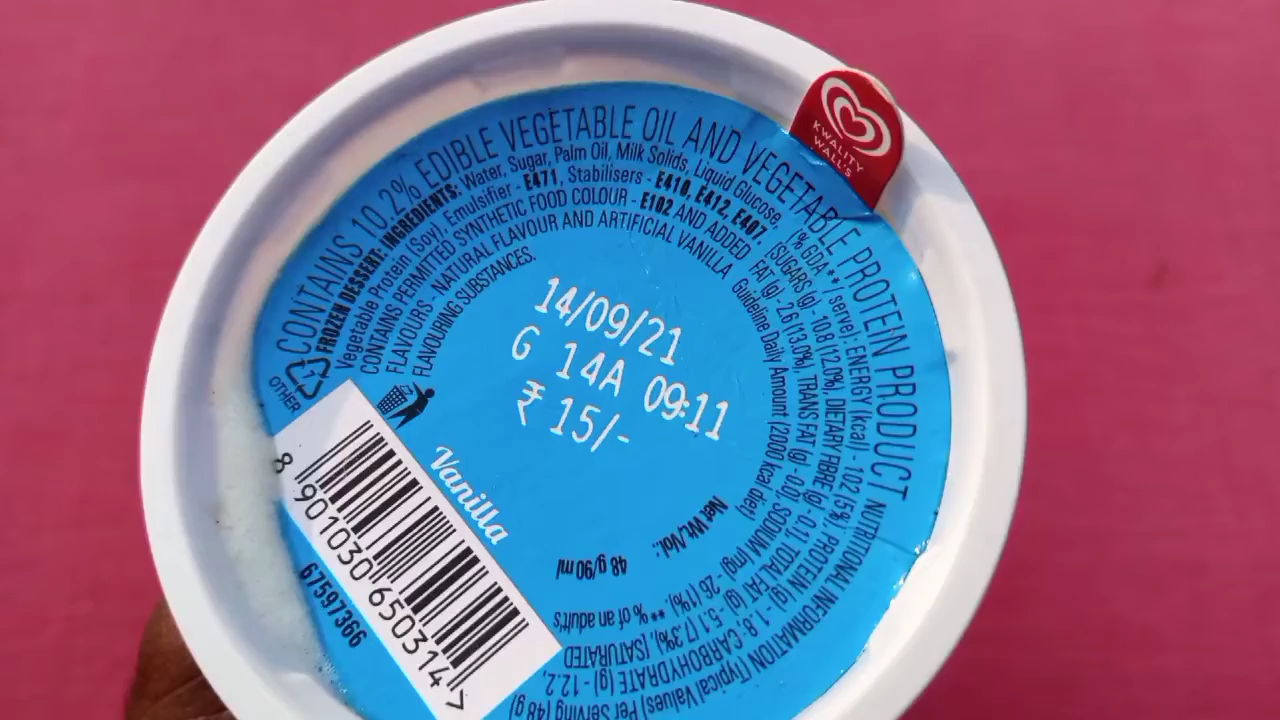 KWALITY
WALL'S
CONTAINS 10.2% EDIBLE VEGETABLE OIL AND VEGETABLE PROTEIN PRODUCT
FROZEN DESSERT: INGREDIENTS: Water, Sugar, Palm Oil, Milk Solids, Liquid Glucose,
Vegetable Protein (Soy), Emulsifier - E471, Stabilisers - E410, E412, E407.
CONTAINS PERMITTED SYNTHETIC FOOD COLOUR - E102 AND ADDED
FLAVOURS - NATURAL FLAVOUR AND ARTIFICIAL VANILLA
FLAVOURING SUBSTANCES.
NUTRITIONAL INFORMATION (Typical Values) Per Serving (48 g)
% GDA** serve): ENERGY (kcal) - 102 (5%), PROTEIN (g) - 1.8, CARBOHYDRATE (g) - 12.2,
[SUGARS (g) - 10.8 (12.0%), DIETARY FIBRE (g) - 0.1, TOTAL FAT (g) - 5.1 (7.3%), [SATURATED
FAT (g) - 2.6 (13.0%), TRANS FAT (g) - 0.0], SODIUM (mg) - 26 (1%), ** % of an adult's
Guideline Daily Amount (2000 kcal diet)
14/09/21
G 14A 09:11
₹ 15/-
OTHER
Vanilla
Net Wt./Vol.:
48 g/90 ml
8 901030 650314 >
67597366